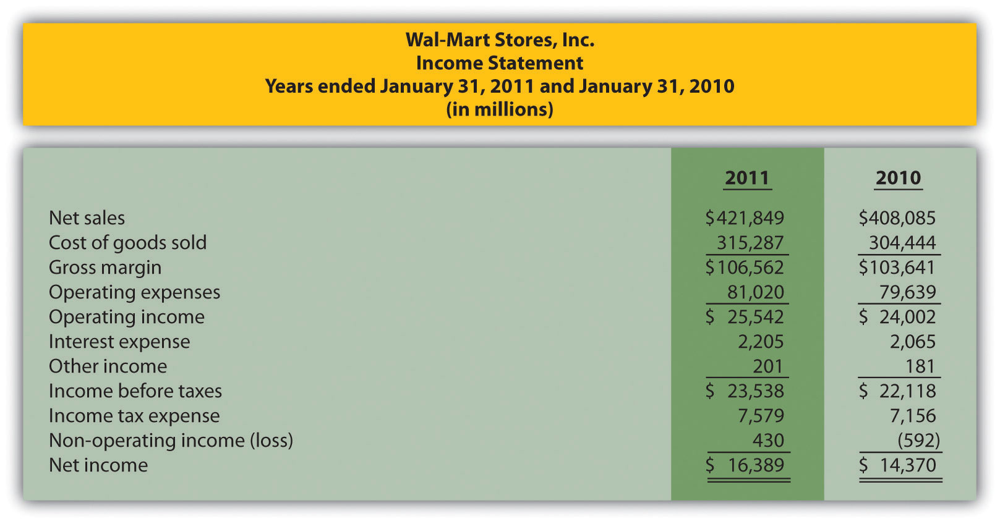 Wal-Mart Stores, Inc.
Income Statement
Years ended January 31, 2011 and January 31, 2010
(in millions)
2011 2010
Net sales $421,849 $408,085
Cost of goods sold 315,287 304,444
Gross margin $106,562 $103,641
Operating expenses 81,020 79,639
Operating income $ 25,542 $ 24,002
Interest expense 2,205 2,065
Other income 201 181
Income before taxes $ 23,538 $ 22,118
Income tax expense 7,579 7,156
Non-operating income (loss) 430 (592)
Net income $ 16,389 $ 14,370